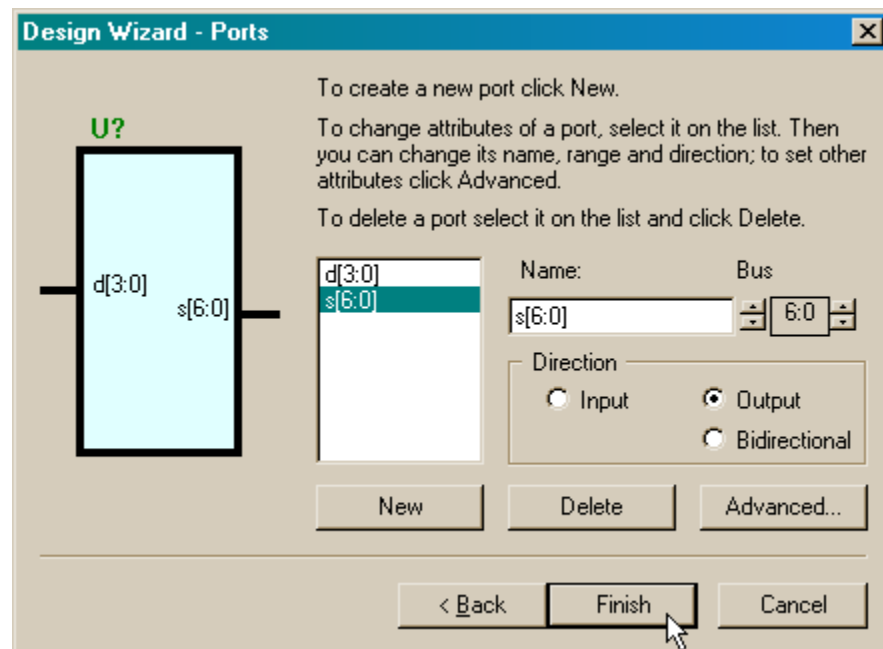 Design Wizard - Ports
To create a new port click New.
U?
To change attributes of a port, select it on the list. Then
you can change its name, range and direction; to set other
attributes click Advanced.
To delete a port select it on the list and click Delete.
d[3:0]
s[6:0]
d[3:0]
s[6:0]
Name:
Bus
s[6:0]
6:0
Direction
Input
Output
Bidirectional
New
Delete
Advanced...
< Back
Finish
Cancel